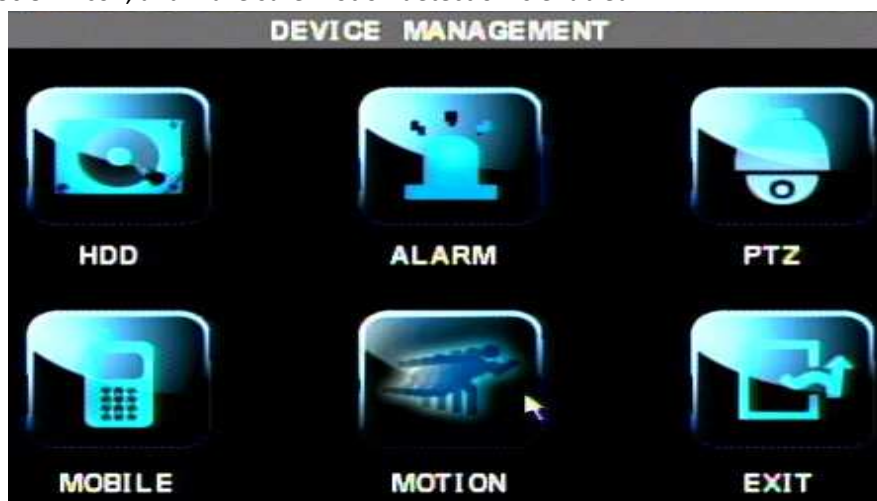 DEVICE MANAGEMENT
HDD ALARM PTZ
MOBILE MOTION EXIT